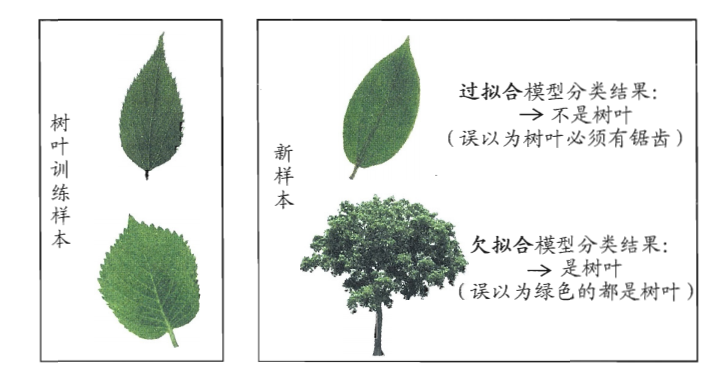 树叶训练样本
新样本
过拟合模型分类结果:
→ 不是树叶
(误以为树叶必须有锯齿)
欠拟合模型分类结果:
→ 是树叶
(误以为绿色的都是树叶)